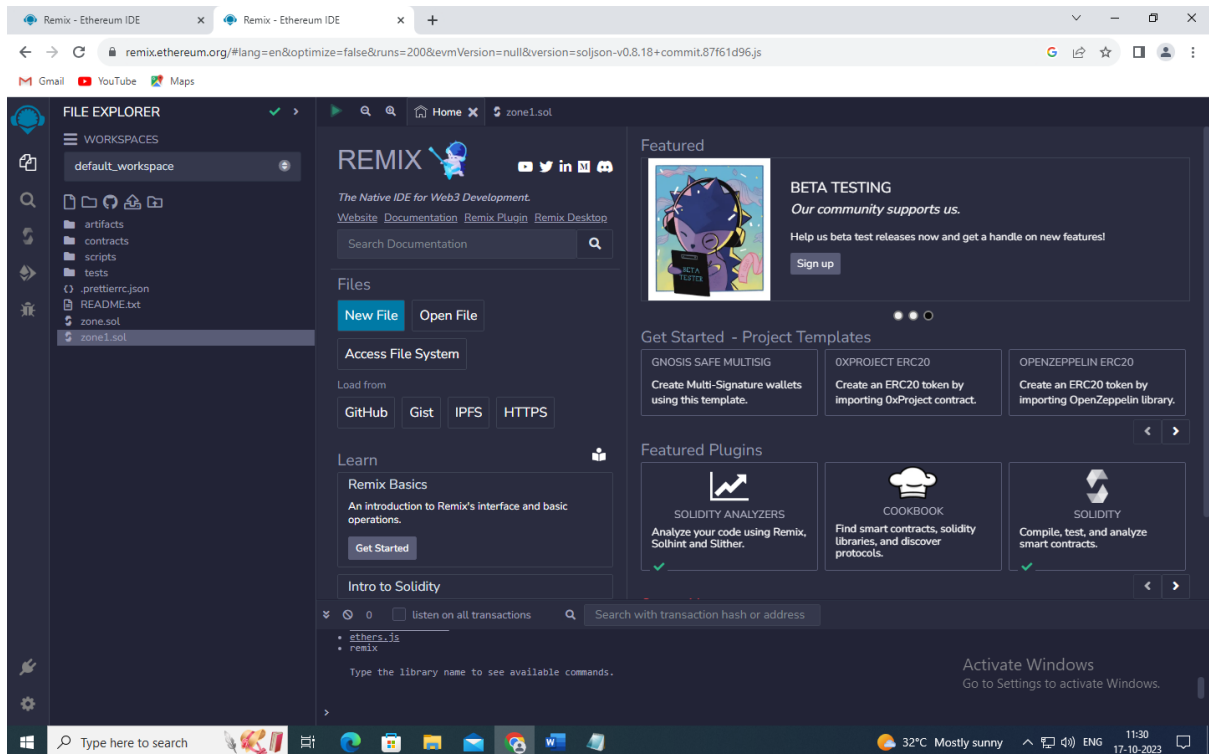 Remix - Ethereum IDE
Remix - Ethereum IDE
remix.ethereum.org/#lang=en&optimize=false&runs=200&evmVersion=null&version=soljson-v0.8.18+commit.87f61d96.js
Gmail YouTube Maps
FILE EXPLORER
WORKSPACES
default_workspace
artifacts
contracts
scripts
tests
.prettierrc.json
README.txt
zone.sol
zone1.sol
Home
zone1.sol
REMIX
The Native IDE for Web3 Development.
Website Documentation Remix Plugin Remix Desktop
Search Documentation
Files
New File Open File
Access File System
Load from
GitHub Gist IPFS HTTPS
Learn
Remix Basics
An introduction to Remix's interface and basic
operations.
Get Started
Intro to Solidity
Featured
BETA
TESTER
BETA TESTING
Our community supports us.
Help us beta test releases now and get a handle on new features!
Sign up
Get Started - Project Templates
GNOSIS SAFE MULTISIG
Create Multi-Signature wallets
using this template.
0XPROJECT ERC20
Create an ERC20 token by
importing 0xProject contract.
OPENZEPPELIN ERC20
Create an ERC20 token by
importing OpenZeppelin library.
Featured Plugins
SOLIDITY ANALYZERS
Analyze your code using Remix,
Solhint and Slither.
COOKBOOK
Find smart contracts, solidity
libraries, and discover
protocols.
SOLIDITY
Compile, test, and analyze
smart contracts.
0 listen on all transactions
Search with transaction hash or address
ethers.js
remix
Type the library name to see available commands.
>
Activate Windows
Go to Settings to activate Windows.
Type here to search
32°C Mostly sunny
ENG
11:30
17-10-2023